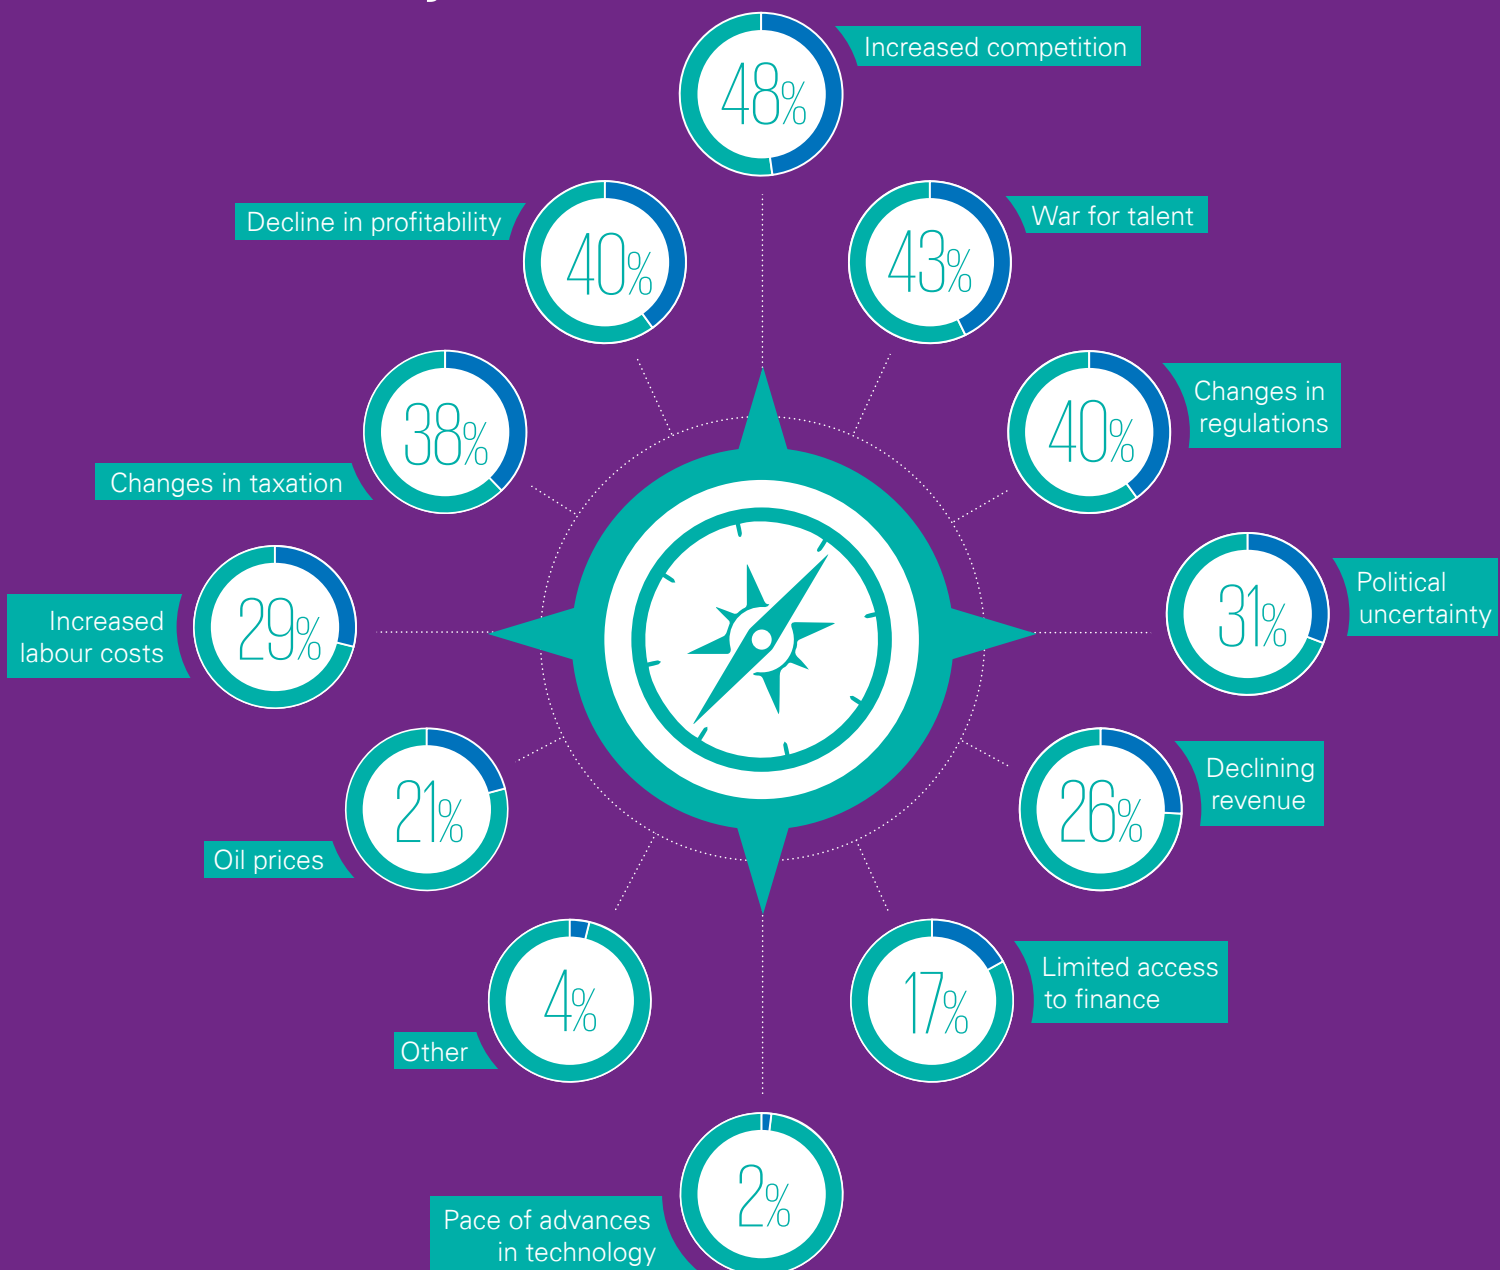 48%
Increased competition
Decline in profitability
40%
43%
War for talent
38%
Changes in taxation
40%
Changes in
regulations
Increased
labour costs
29%
31%
Political
uncertainty
21%
Oil prices
26%
Declining
revenue
4%
Other
17%
Limited access
to finance
2%
Pace of advances
in technology